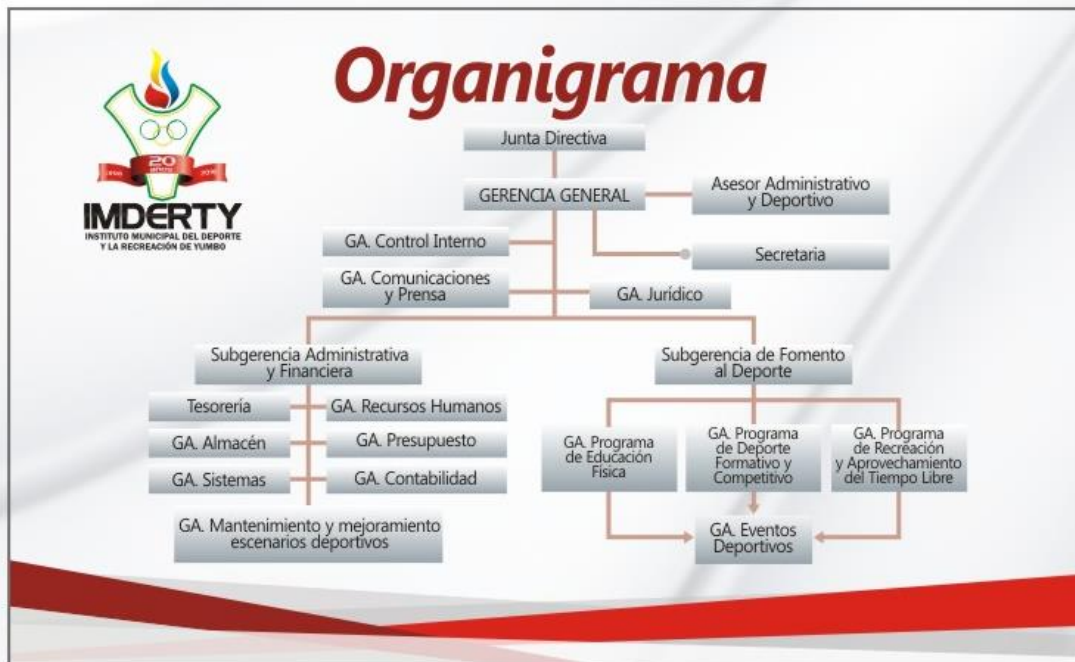 Organigrama
20
años
IMDERTY
INSTITUTO MUNICIPAL DEL DEPORTE
Y LA RECREACIÓN DE YUMBO
Junta Directiva
GERENCIA GENERAL
Asesor Administrativo
y Deportivo
GA. Control Interno
Secretaria
GA. Comunicaciones
y Prensa
GA. Jurídico
Subgerencia Administrativa
y Financiera
Subgerencia de Fomento
al Deporte
Tesorería
GA. Recursos Humanos
GA. Almacén
GA. Presupuesto
GA. Sistemas
GA. Contabilidad
GA. Mantenimiento y mejoramiento
escenarios deportivos
GA. Programa
de Educación
Física
GA. Programa
de Deporte
Formativo y
Competitivo
GA. Programa
de Recreación
y Aprovechamiento
del Tiempo Libre
GA. Eventos
Deportivos